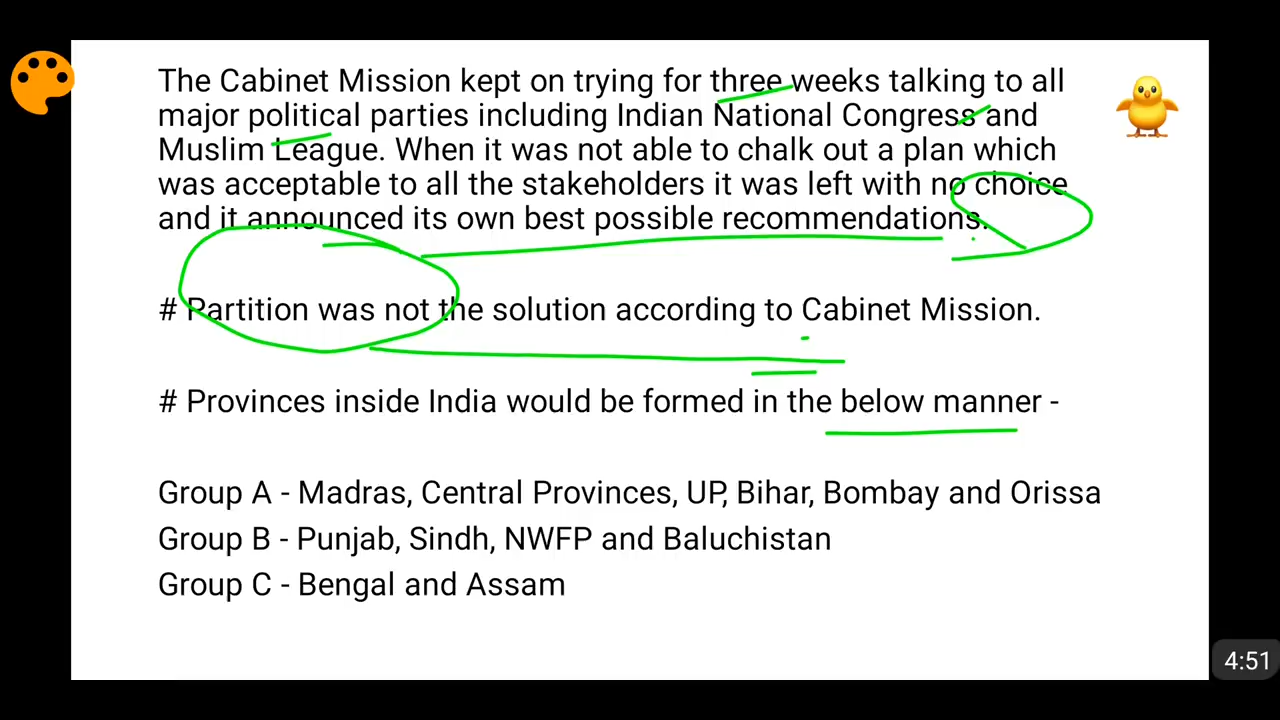 The Cabinet Mission kept on trying for three weeks talking to all
major political parties including Indian National Congress and
Muslim League. When it was not able to chalk out a plan which
was acceptable to all the stakeholders it was left with no choice
and it announced its own best possible recommendations.
# Partition was not the solution according to Cabinet Mission.
# Provinces inside India would be formed in the below manner -
Group A - Madras, Central Provinces, UP, Bihar, Bombay and Orissa
Group B - Punjab, Sindh, NWFP and Baluchistan
Group C - Bengal and Assam
4:51